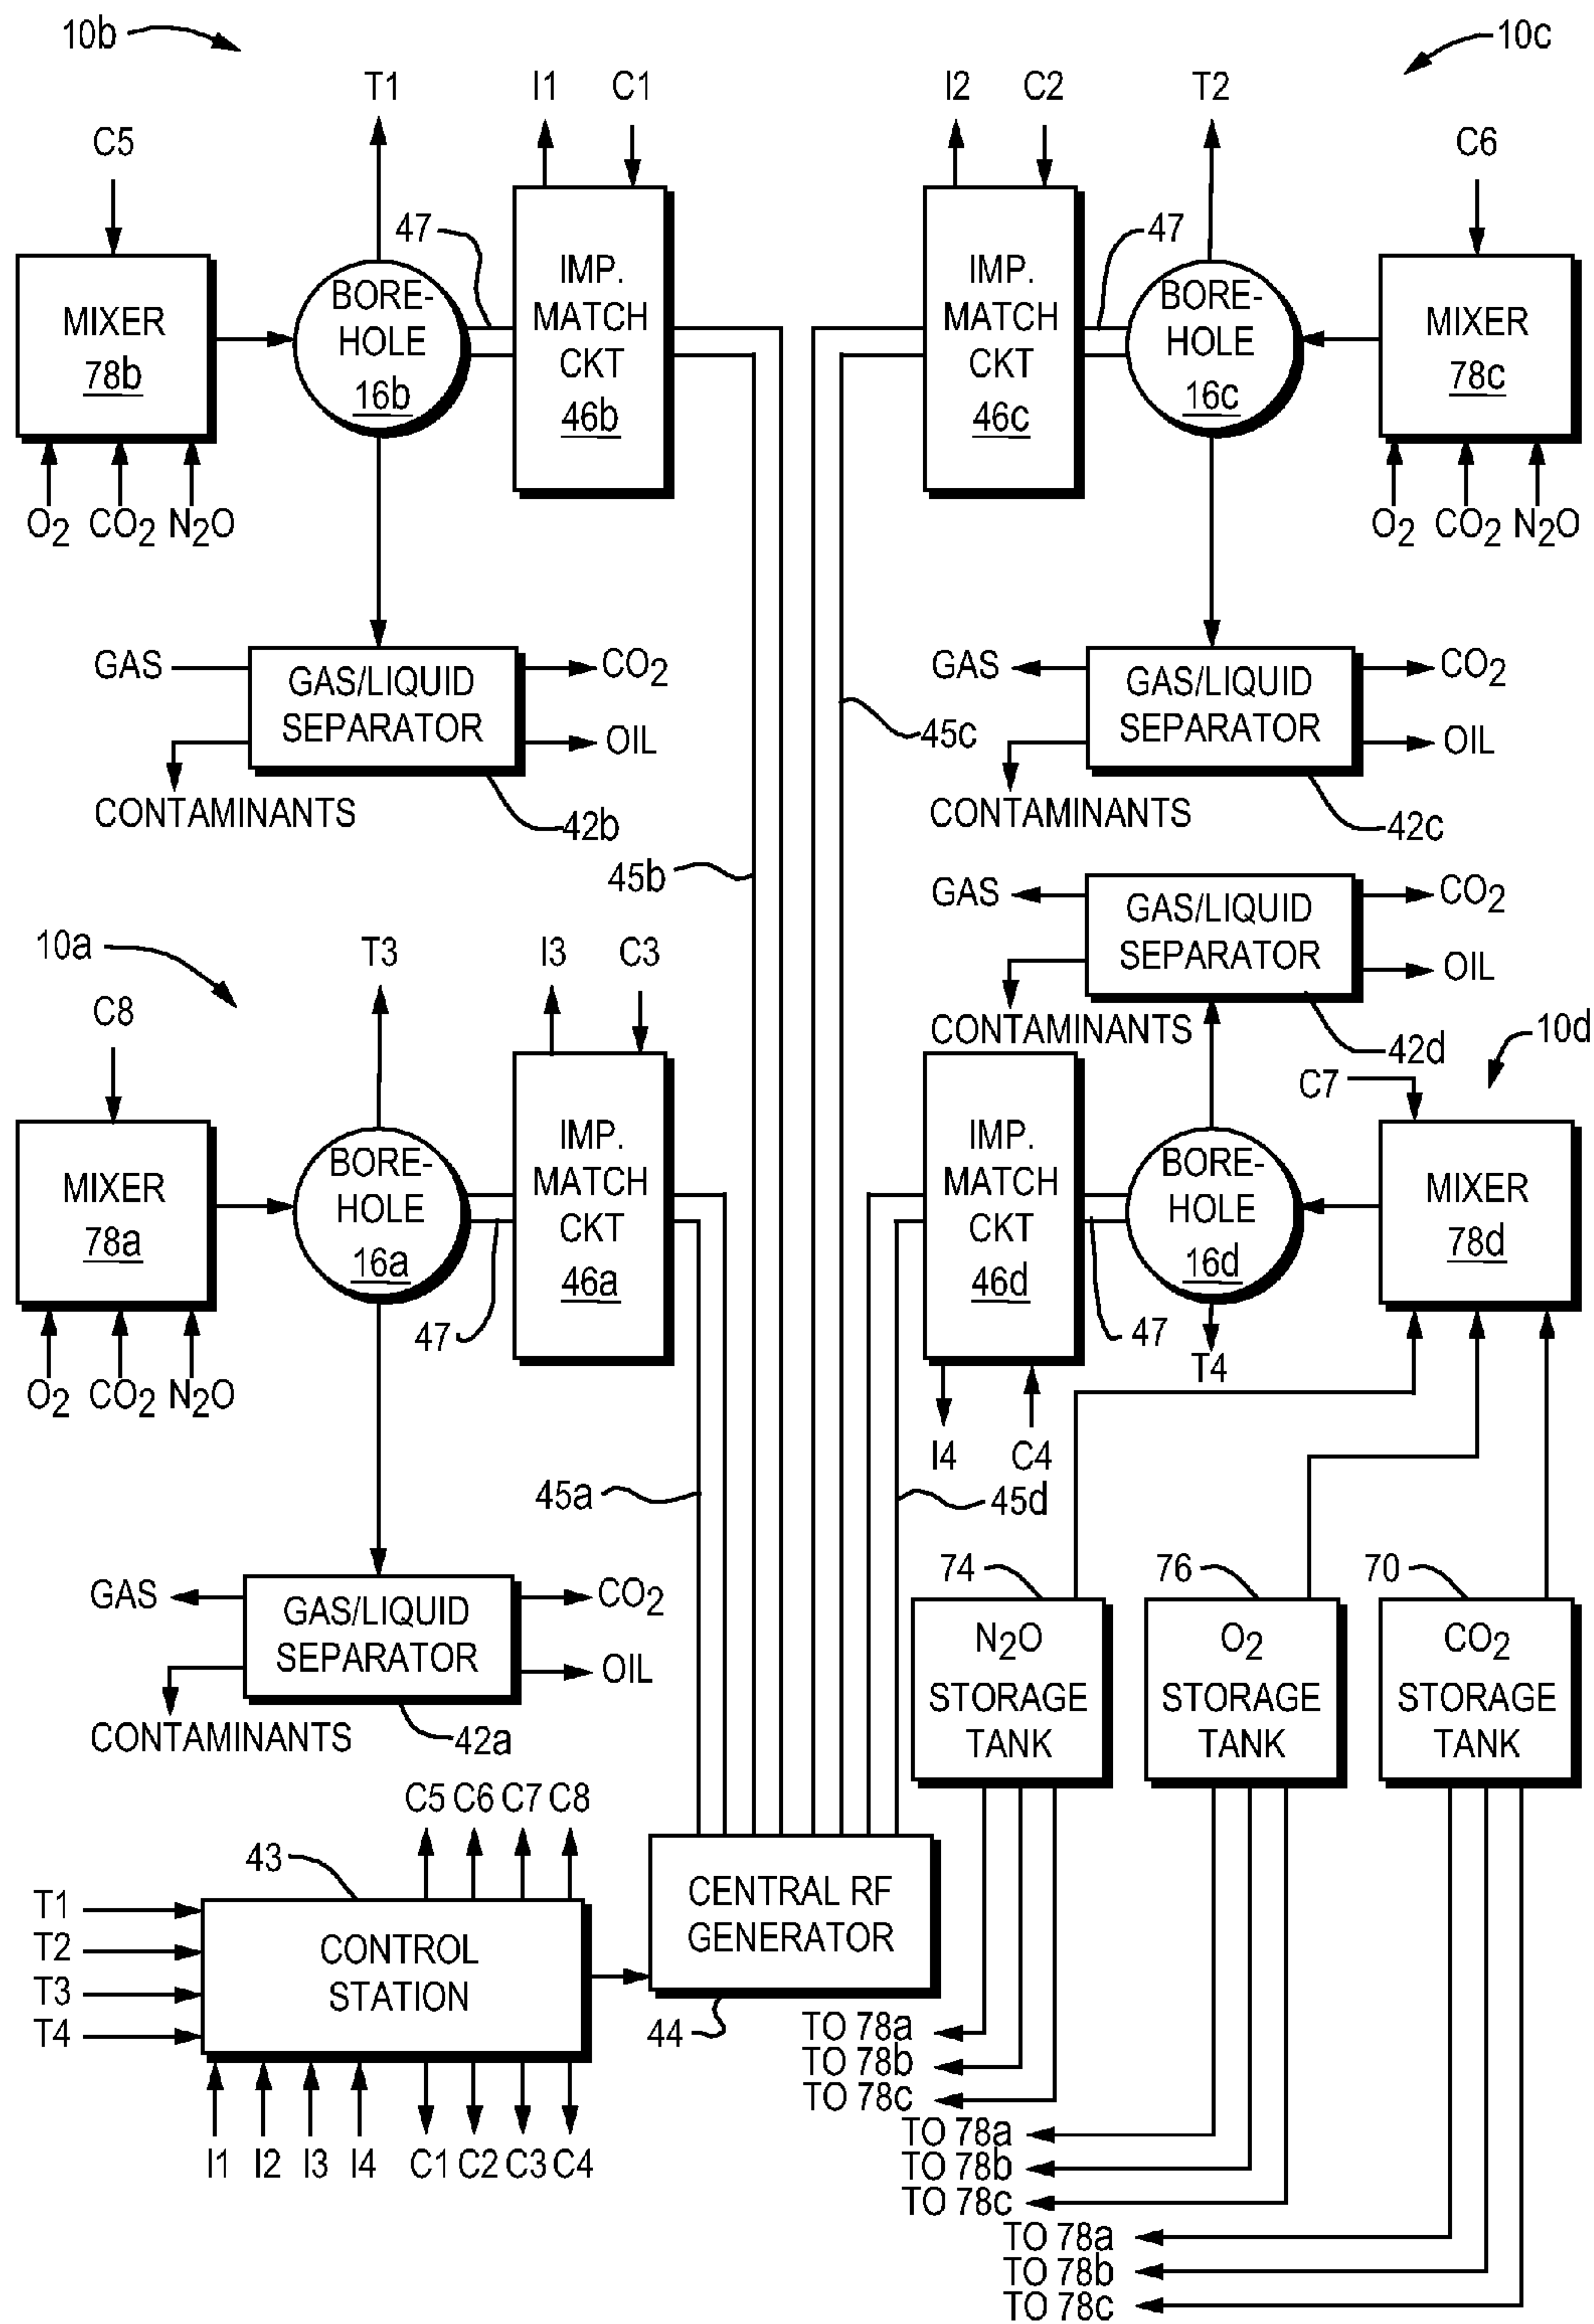 10b
10c
T1
I1
C1
I2
C2
T2
C5
C6
47
47
MIXER
78b
BORE-
HOLE
16b
IMP.
MATCH
CKT
46b
IMP.
MATCH
CKT
46c
BORE-
HOLE
16c
MIXER
78c
O2 CO2 N2O
O2 CO2 N2O
GAS
GAS/LIQUID
SEPARATOR
CO2
OIL
CONTAMINANTS
42b
GAS
GAS/LIQUID
SEPARATOR
CO2
OIL
CONTAMINANTS
42c
45c
45b
GAS
GAS/LIQUID
SEPARATOR
CO2
OIL
CONTAMINANTS
42d
10a
T3
I3
C3
C8
10d
C7
MIXER
78a
BORE-
HOLE
16a
IMP.
MATCH
CKT
46a
IMP.
MATCH
CKT
46d
BORE-
HOLE
16d
MIXER
78d
47
47
T4
O2 CO2 N2O
I4
C4
45a
45d
GAS
GAS/LIQUID
SEPARATOR
CO2
OIL
CONTAMINANTS
42a
74
76
70
N2O
STORAGE
TANK
O2
STORAGE
TANK
CO2
STORAGE
TANK
C5 C6 C7 C8
43
T1
T2
T3
T4
CONTROL
STATION
CENTRAL RF
GENERATOR
44
I1 I2 I3 I4 C1 C2 C3 C4
TO 78a
TO 78b
TO 78c
TO 78a
TO 78b
TO 78c
TO 78a
TO 78b
TO 78c